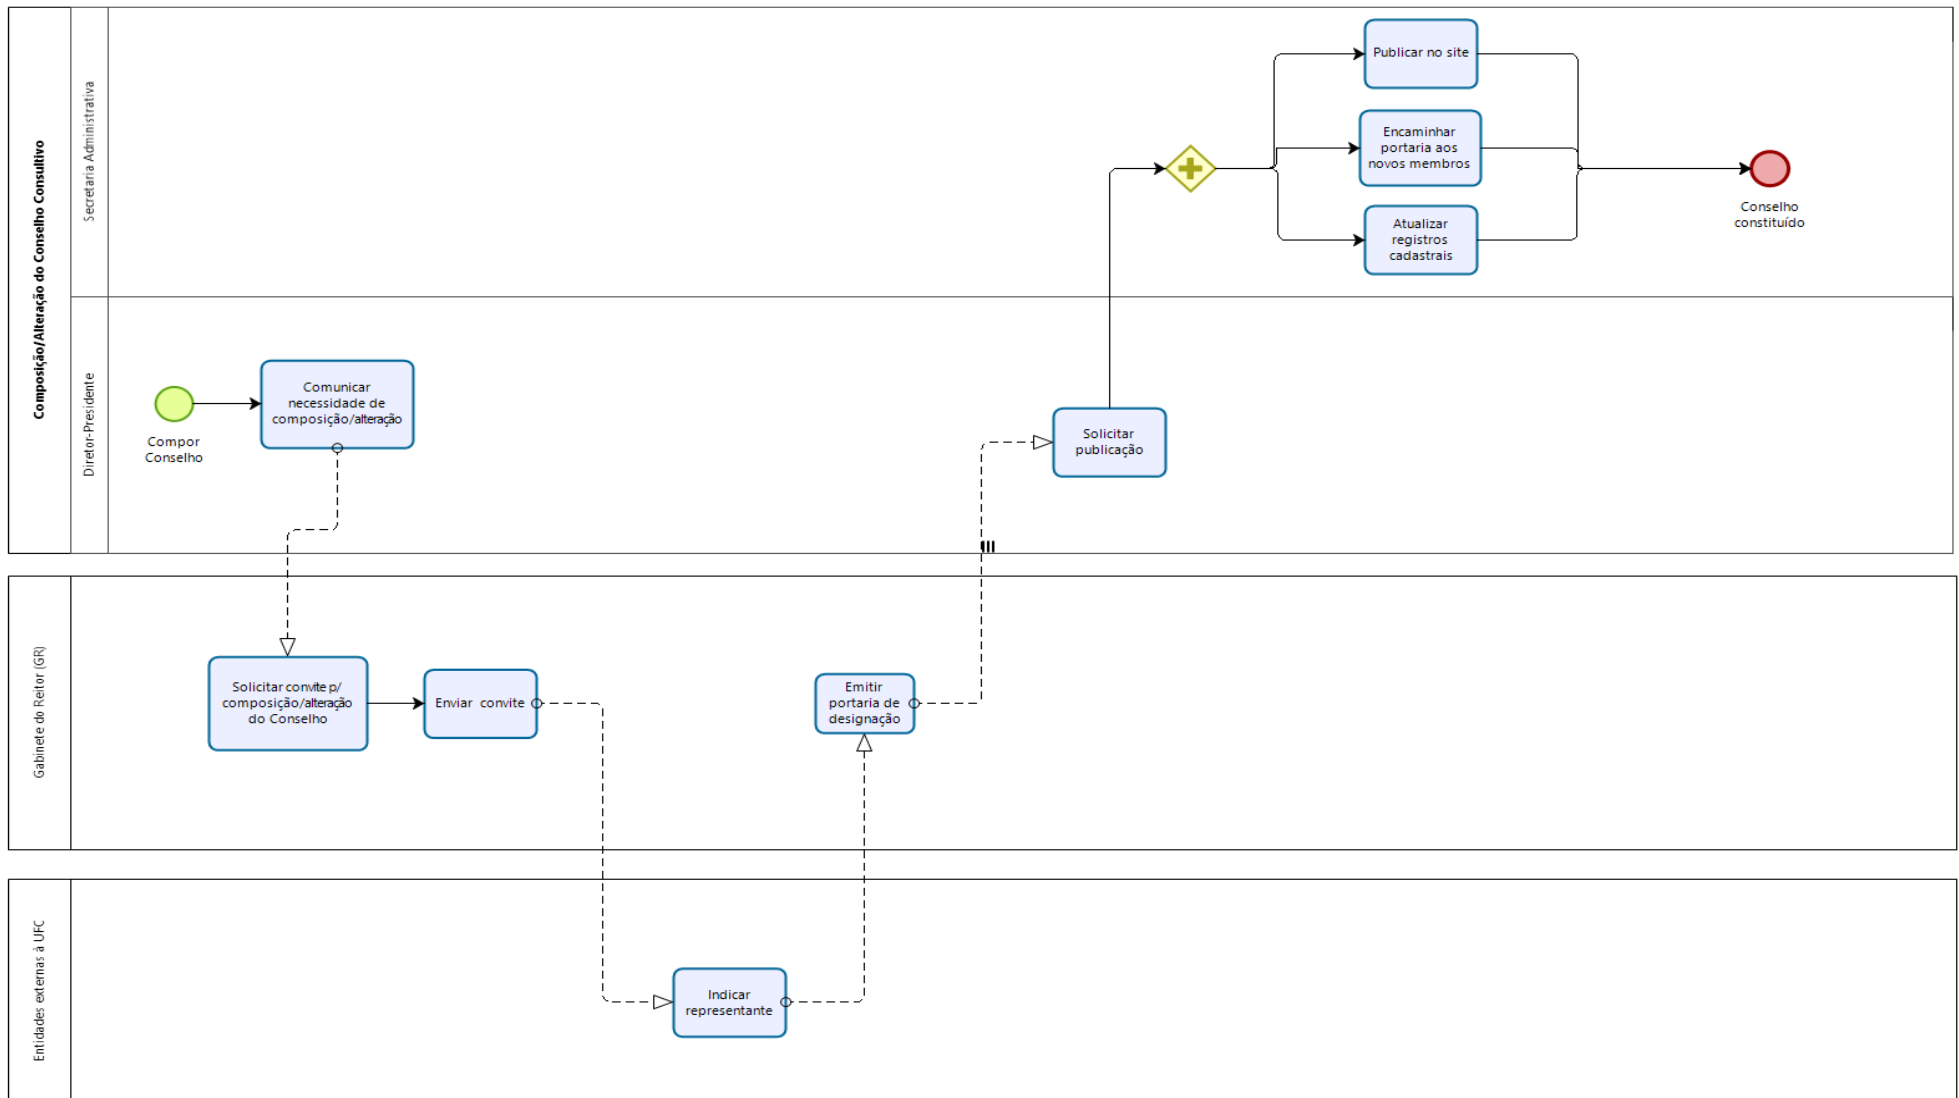 Composição/Alteração do Conselho Consultivo
Secretaria Administrativa
Publicar no site
Encaminhar
portaria aos
novos membros
Atualizar
registros
cadastrais
Conselho
constituído
Diretor-Presidente
Compor
Conselho
Comunicar
necessidade de
composição/alteração
Solicitar
publicação
Gabinete do Reitor (GR)
Solicitar convite p/
composição/alteração
do Conselho
Enviar convite
Emitir
portaria de
designação
Entidades externas à UFC
Indicar
representante